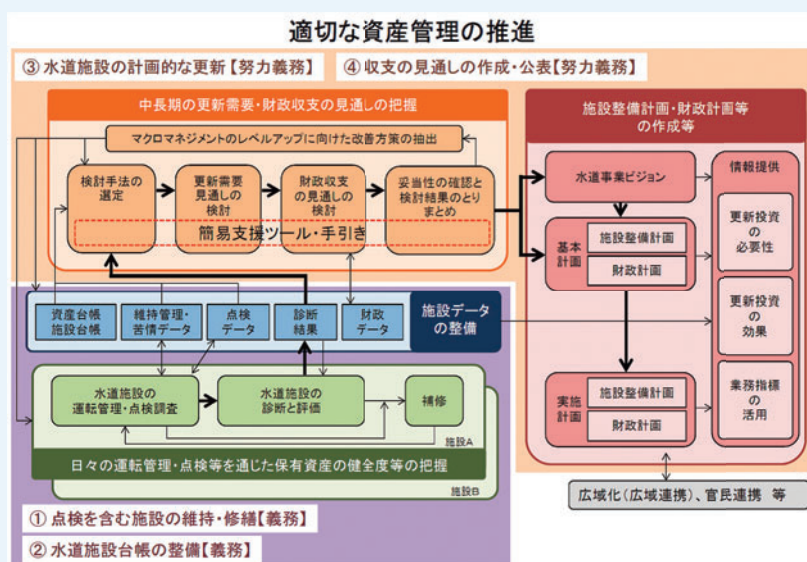 適切な資産管理の推進
③ 水道施設の計画的な更新【努力義務】
④ 収支の見通しの作成・公表【努力義務】
中長期の更新需要・財政収支の見通しの把握
マクロマネジメントのレベルアップに向けた改善方策の抽出
検討手法の
選定
更新需要
見通しの
検討
財政収支
の見通しの
検討
妥当性の確認と
検討結果のとり
まとめ
簡易支援ツール・手引き
施設整備計画・財政計画等
の作成等
水道事業ビジョン
基本
計画
施設整備計画
財政計画
実施
計画
施設整備計画
財政計画
情報提供
更新投資
の
必要性
更新投資
の
効果
業務指標
の
活用
広域化(広域連携)、官民連携 等
資産台帳
施設台帳
維持管理・
苦情データ
点検
データ
診断
結果
財政
データ
施設データ
の整備
水道施設の
運転管理・点検調査
水道施設の
診断と評価
補修
施設A
日々の運転管理・点検等を通じた保有資産の健全度等の把握
施設B
① 点検を含む施設の維持・修繕【義務】
② 水道施設台帳の整備【義務】